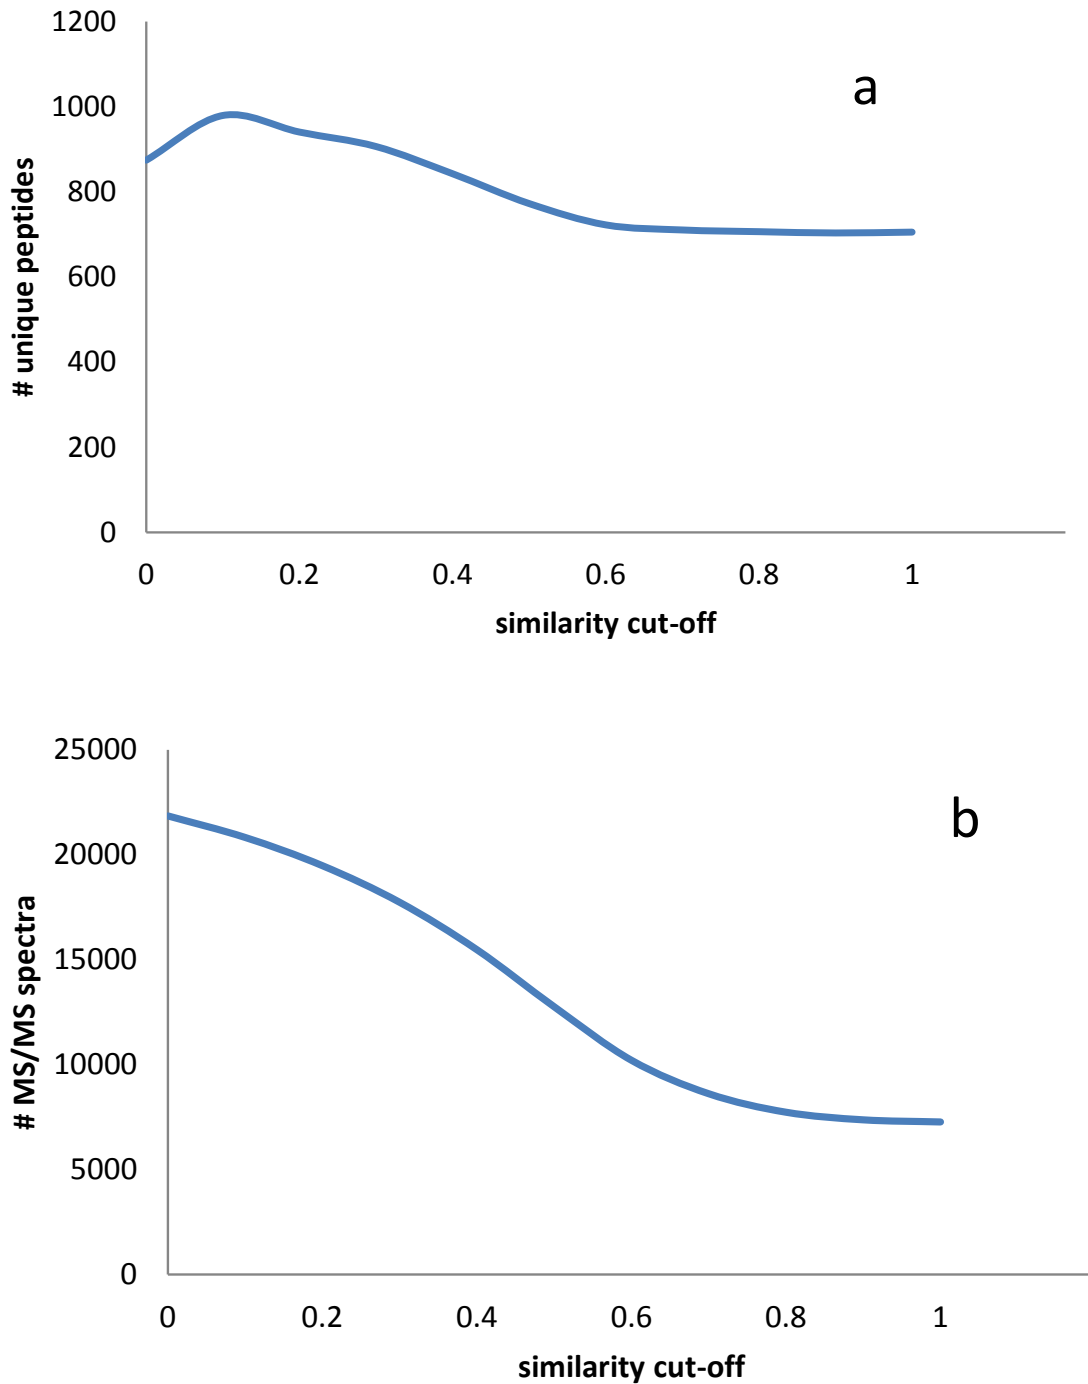 1200
1000
800
600
400
200
0
# unique peptides
a
0 0.2 0.4 0.6 0.8 1
similarity cut-off
25000
20000
15000
10000
5000
0
# MS/MS spectra
b
0 0.2 0.4 0.6 0.8 1
similarity cut-off